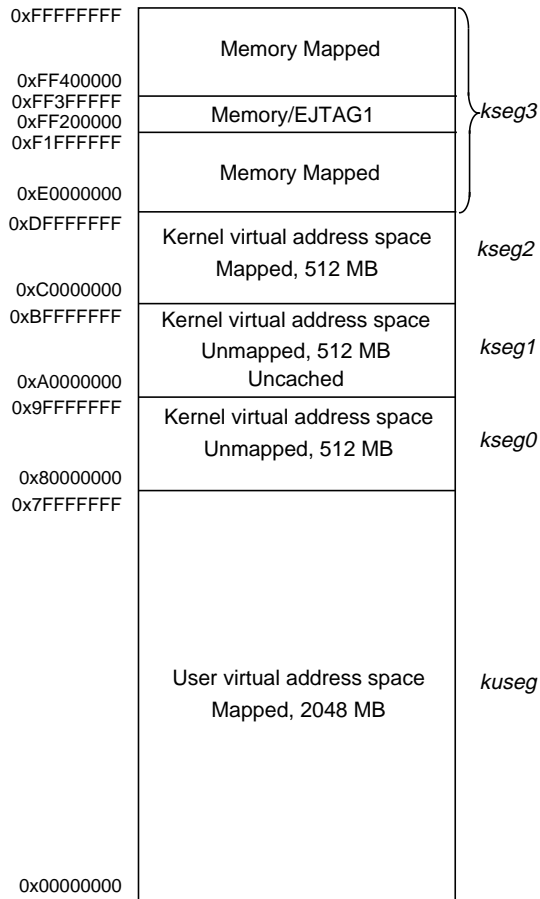 0xFFFFFFFF
Memory Mapped
0xFF400000
0xFF3FFFFF
Memory/EJTAG1
kseg3
0xFF200000
0xF1FFFFFF
Memory Mapped
0xE0000000
0xDFFFFFFF
Kernel virtual address space
Mapped, 512 MB
kseg2
0xC0000000
0xBFFFFFFF
Kernel virtual address space
Unmapped, 512 MB
Uncached
kseg1
0xA0000000
0x9FFFFFFF
Kernel virtual address space
Unmapped, 512 MB
kseg0
0x80000000
0x7FFFFFFF
User virtual address space
Mapped, 2048 MB
kuseg
0x00000000